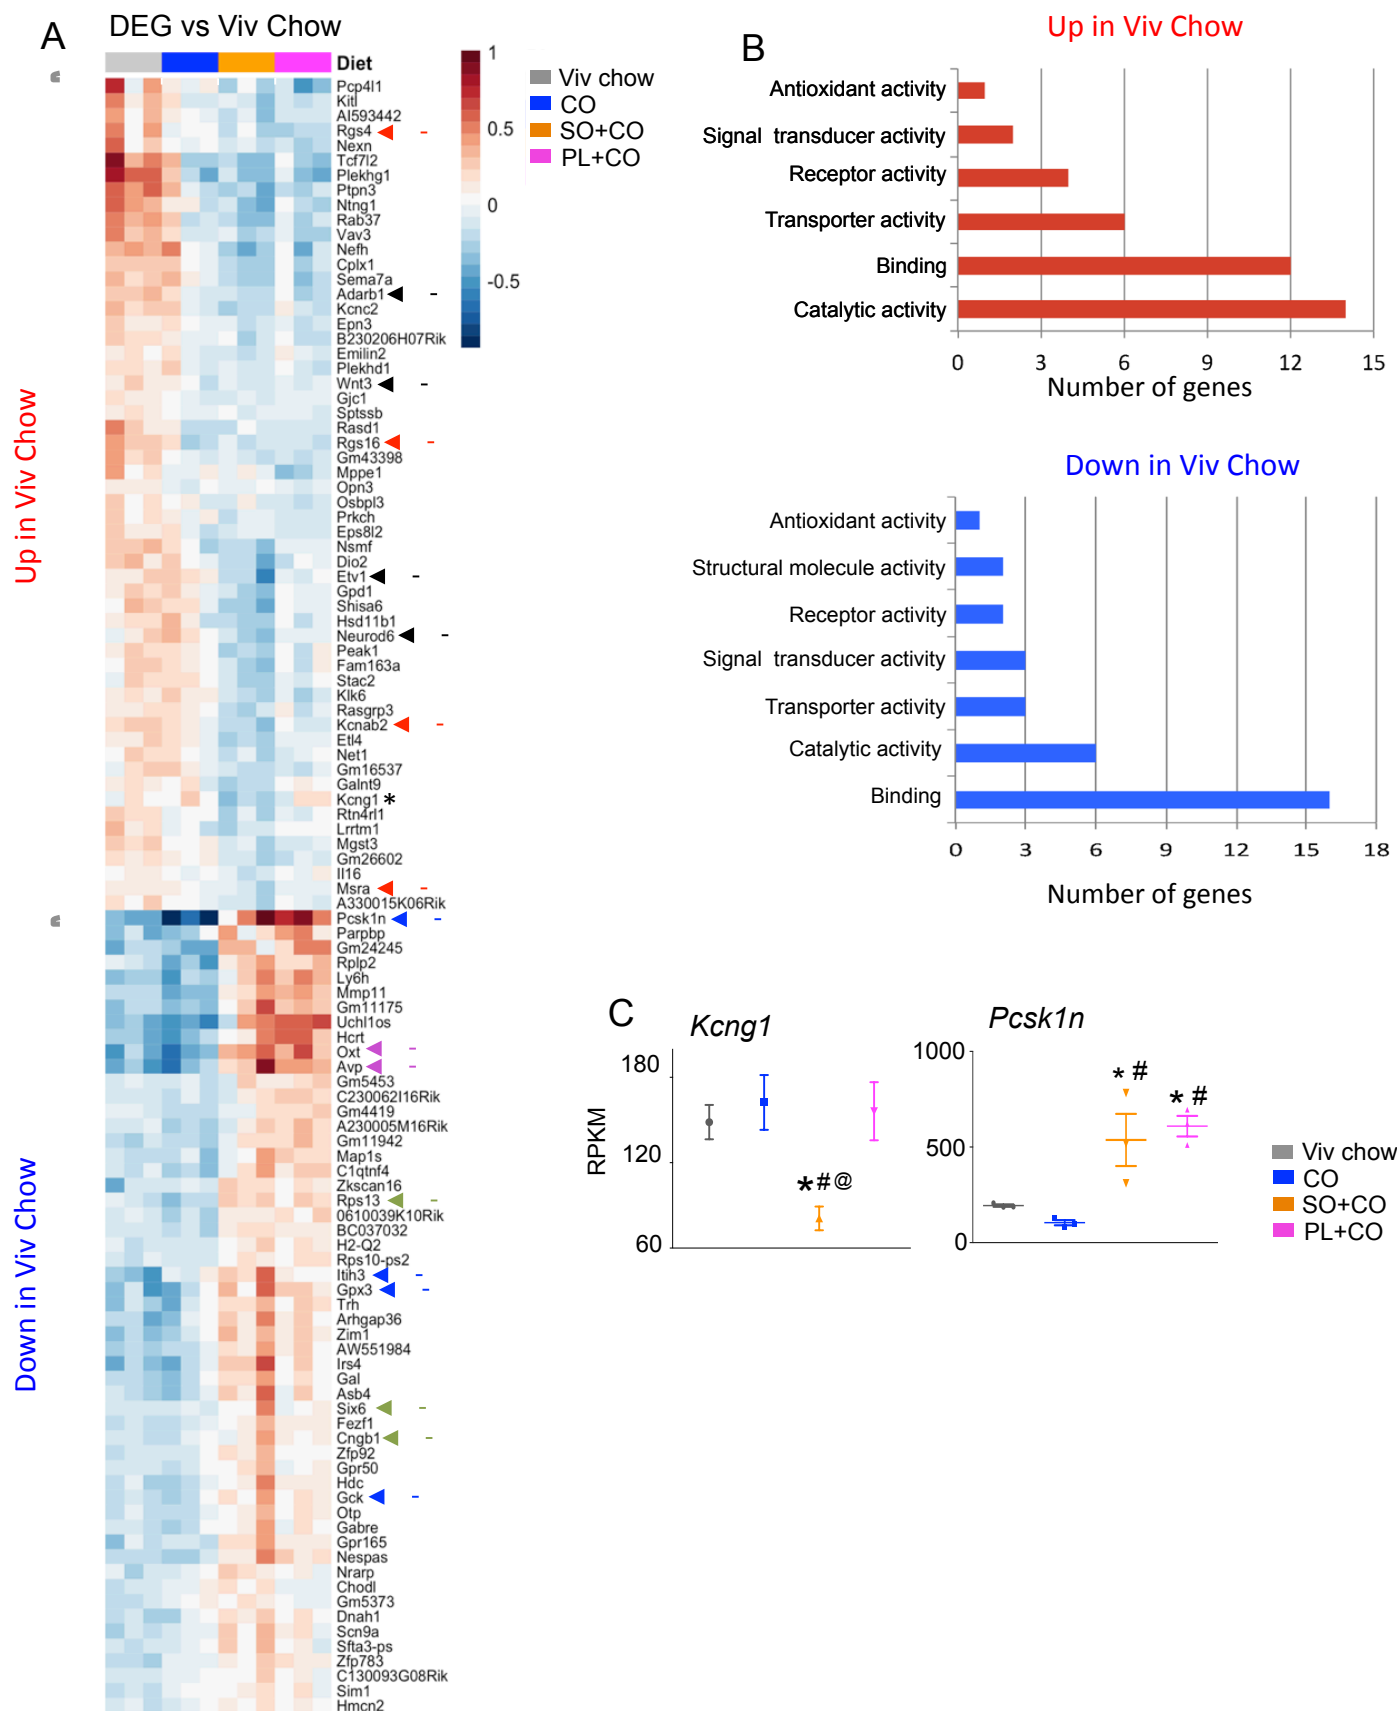 A
DEG vs Viv Chow
Diet
Viv chow
CO
SO+CO
PL+CO
1
0.5
0
-0.5
Up in Viv Chow
Down in Viv Chow
Pcp4l1
Kitl
AI593442
Rgs4 -
Nexn
Tcf7l2
Plekhg1
Ptpn3
Ntng1
Rab37
Vav3
Nefh
Cplx1
Sema7a
Adarb1 -
Kcnc2
Epn3
B230206H07Rik
Emilin2
Plekhd1
Wnt3 -
Gjc1
Sptssb
Rasd1
Rgs16 -
Gm43398
Mppe1
Opn3
Osbpl3
Prkch
Eps8l2
Nsmf
Dio2
Etv1 -
Gpd1
Shisa6
Hsd11b1
Neurod6 -
Peak1
Fam163a
Stac2
Klk6
Rasgrp3
Kcnab2 -
Etl4
Net1
Gm16537
Galnt9
Kcng1 *
Rtn4rl1
Lrrtm1
Mgst3
Gm26602
Il16
Msra -
A330015K06Rik
Pcsk1n -
Parpbp
Gm24245
Rplp2
Ly6h
Mmp11
Gm11175
Uchl1os
Hcrt
Oxt -
Avp -
Gm5453
C230062I16Rik
Gm4419
A230005M16Rik
Gm11942
Map1s
C1qtnf4
Zkscan16
Rps13 -
0610039K10Rik
BC037032
H2-Q2
Rps10-ps2
Itih3 -
Gpx3 -
Trh
Arhgap36
Zim1
AW551984
Irs4
Gal
Asb4
Six6 -
Fezf1
Cngb1 -
Zfp92
Gpr50
Hdc
Gck -
Otp
Gabre
Gpr165
Nespas
Nrarp
Chodl
Gm5373
Dnah1
Scn9a
Sfta3-ps
Zfp783
C130093G08Rik
Sim1
Hmcn2
B
Up in Viv Chow
Antioxidant activity
Signal transducer activity
Receptor activity
Transporter activity
Binding
Catalytic activity
0 3 6 9 12 15
Number of genes
Down in Viv Chow
Antioxidant activity
Structural molecule activity
Receptor activity
Signal transducer activity
Transporter activity
Catalytic activity
Binding
0 3 6 9 12 15 18
Number of genes
C
Kcng1
RPKM
180
120
60
*#@
Pcsk1n
1000
500
0
* #
* #
Viv chow
CO
SO+CO
PL+CO